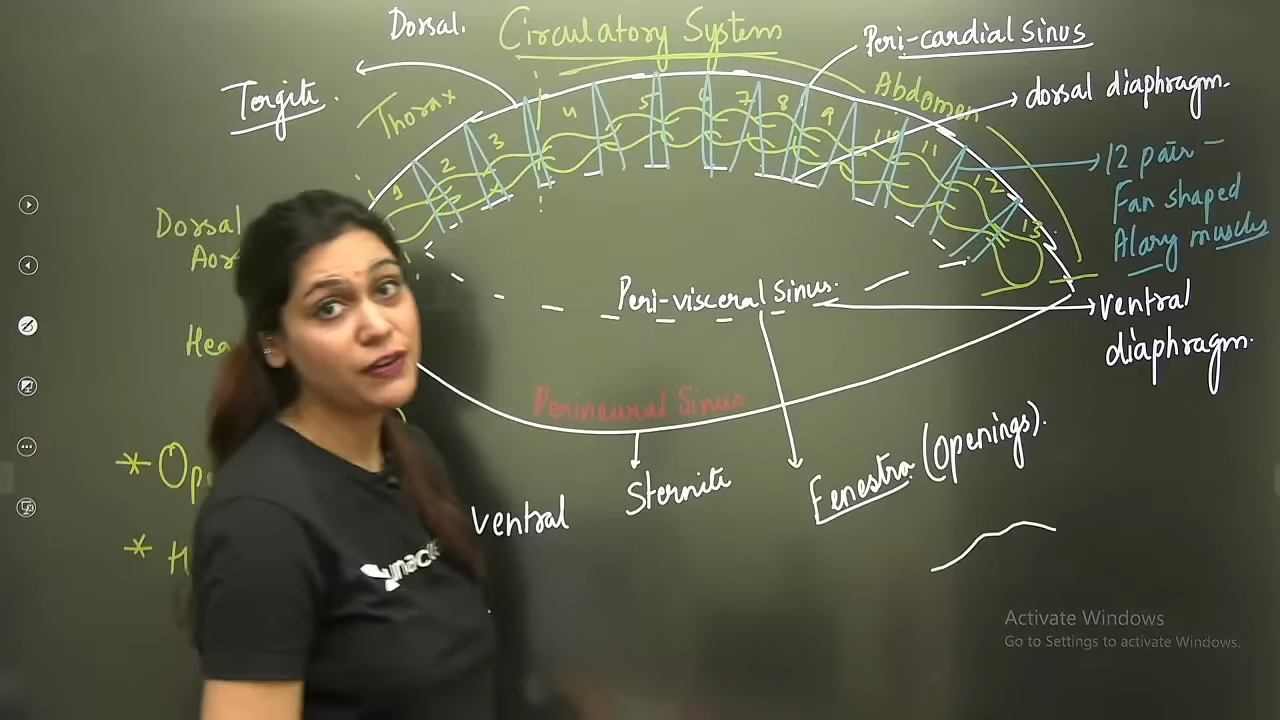 Dorsal.
Circulatory System
Peri-cardial sinus
Tergite.
Thorax
Abdomen
dorsal diaphragm.
1 2 3 4 5 6 7 8 9 10 11 12 13
12 pair -
Fan shaped
Alary muscles
Dorsal
Peri-visceral Sinus.
ventral
diaphragm.
Perineural Sinus
* 
Fenestra (Openings).
Sternite
ventral
* H
Activate Windows
Go to Settings to activate Windows.